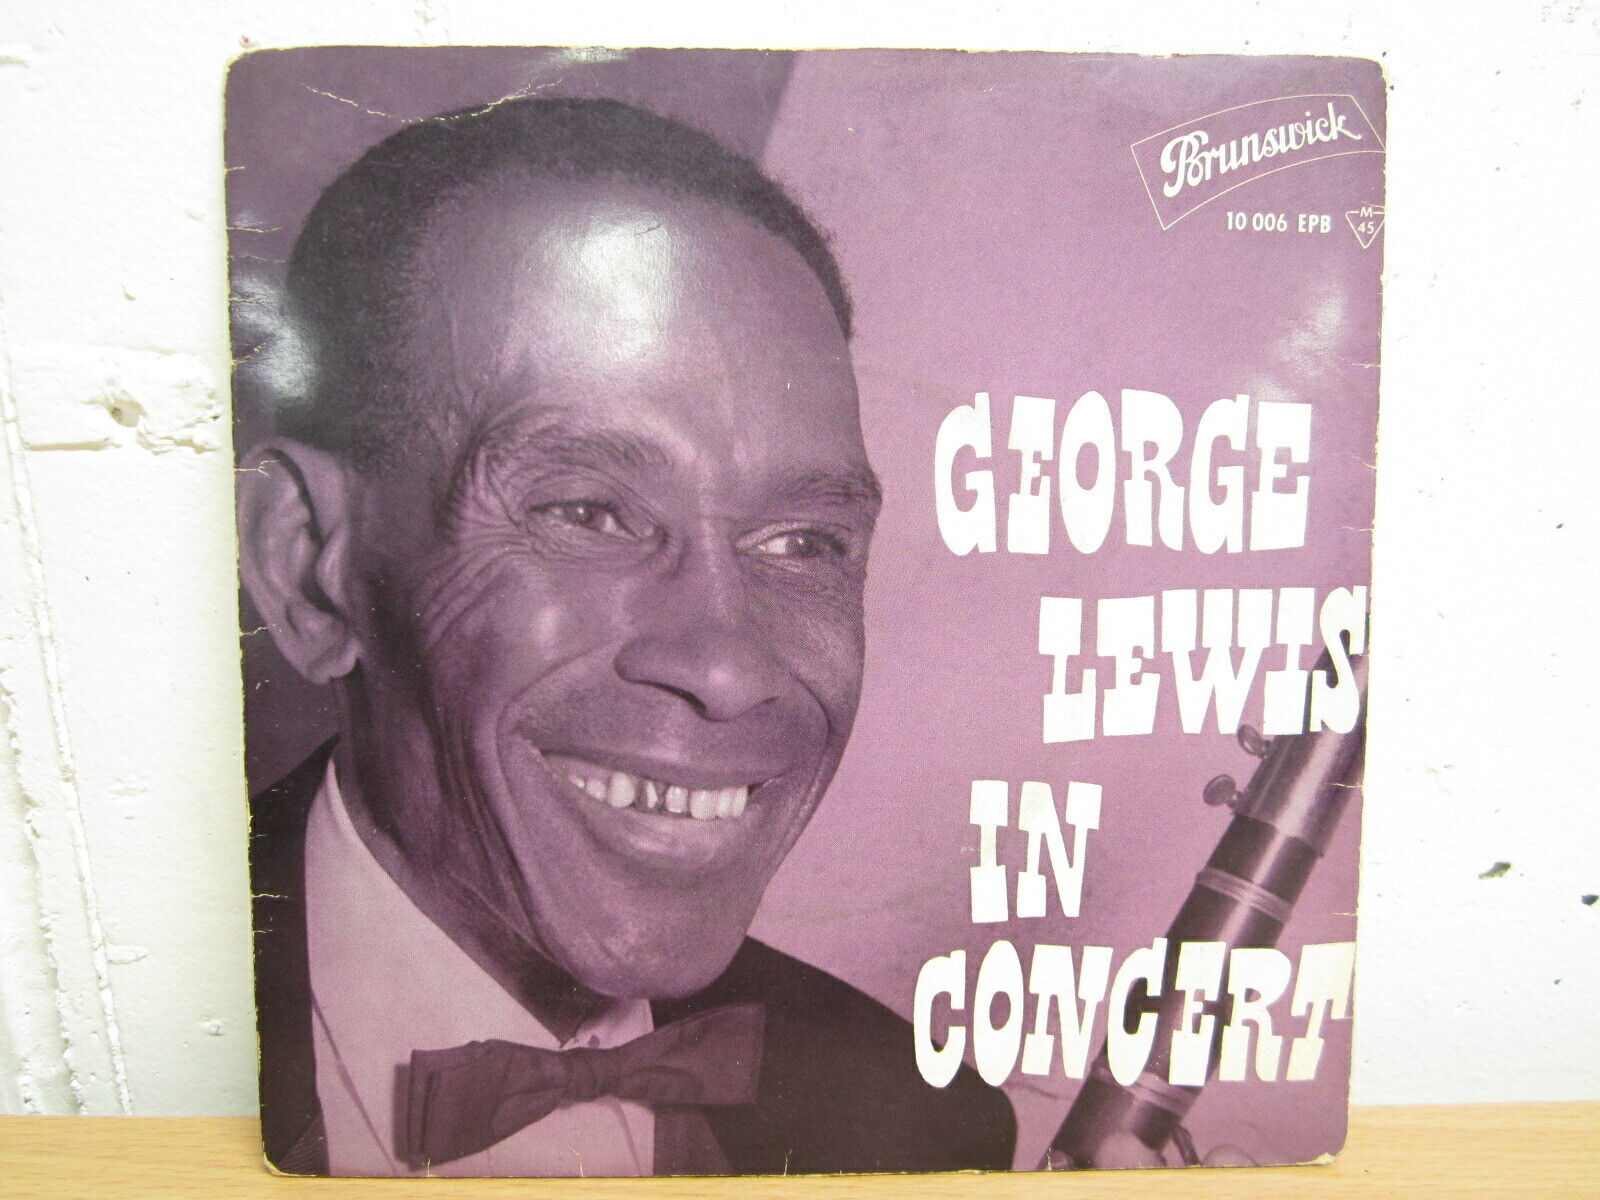 Brunswick
10 006 EPB
M
45
GEORGE
LEWIS
IN
CONCERT